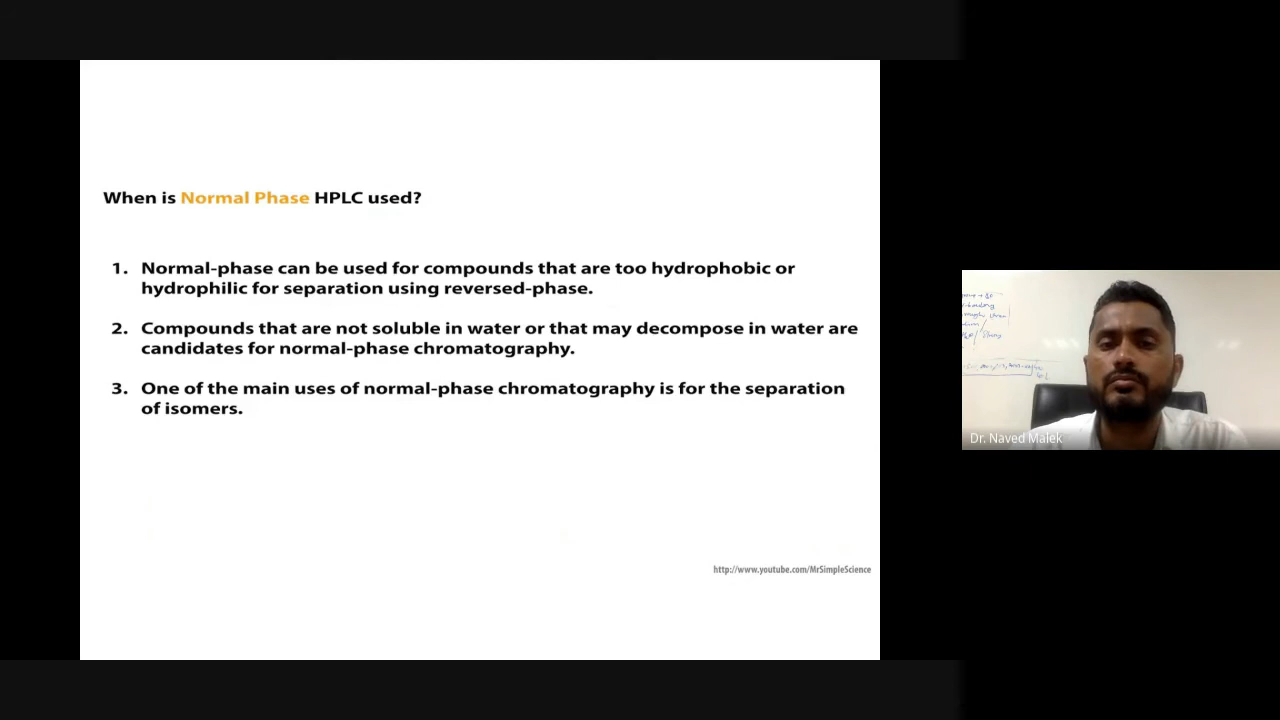 When is Normal Phase HPLC used?
1. Normal-phase can be used for compounds that are too hydrophobic or
hydrophilic for separation using reversed-phase.
2. Compounds that are not soluble in water or that may decompose in water are
candidates for normal-phase chromatography.
3. One of the main uses of normal-phase chromatography is for the separation
of isomers.
http://www.youtube.com/MrSimpleScience
Dr. Naved Malek